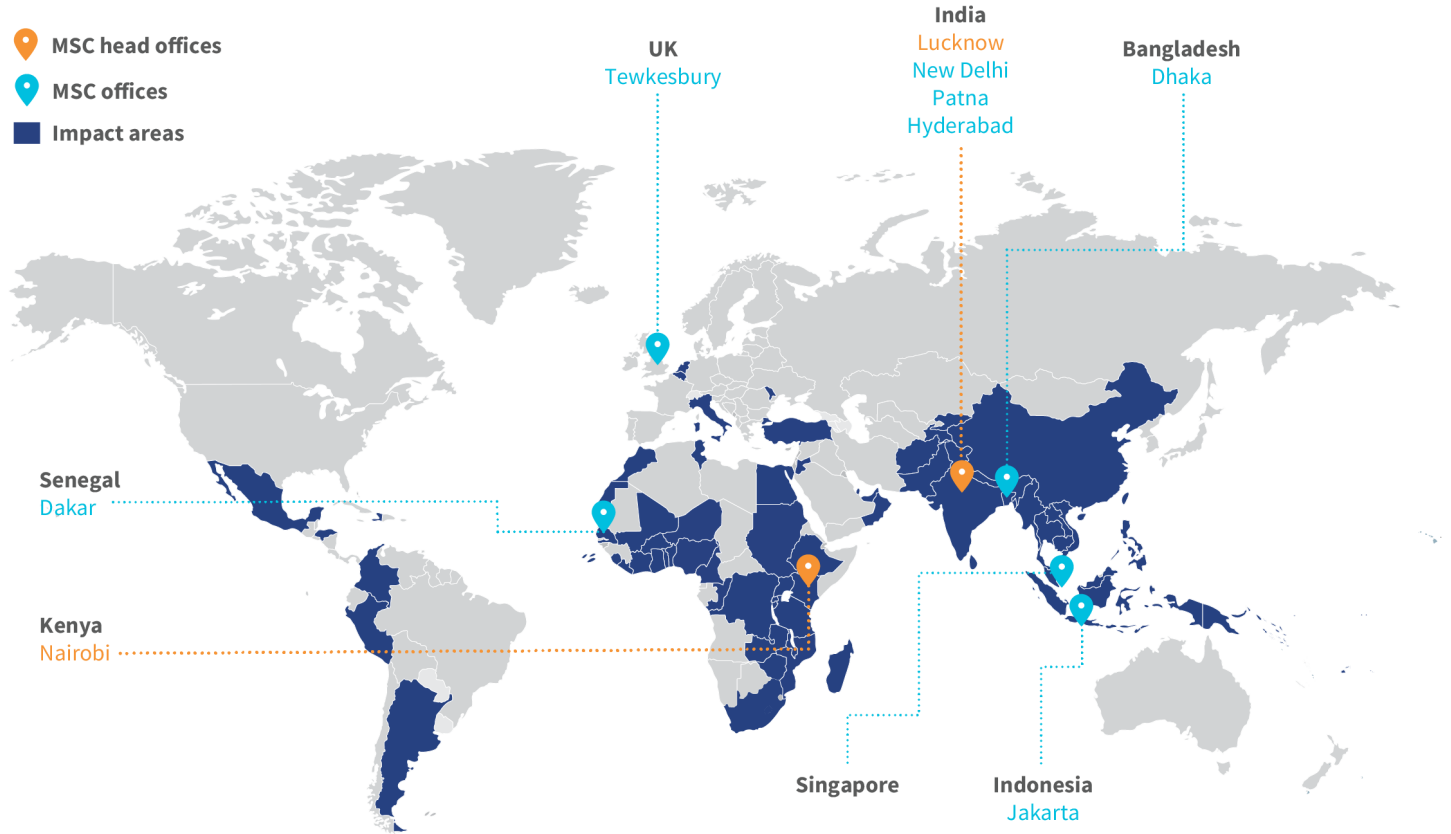 MSC head offices
MSC offices
Impact areas
UK
Tewkesbury
India
Lucknow
New Delhi
Patna
Hyderabad
Bangladesh
Dhaka
Senegal
Dakar
Kenya
Nairobi
Singapore
Indonesia
Jakarta